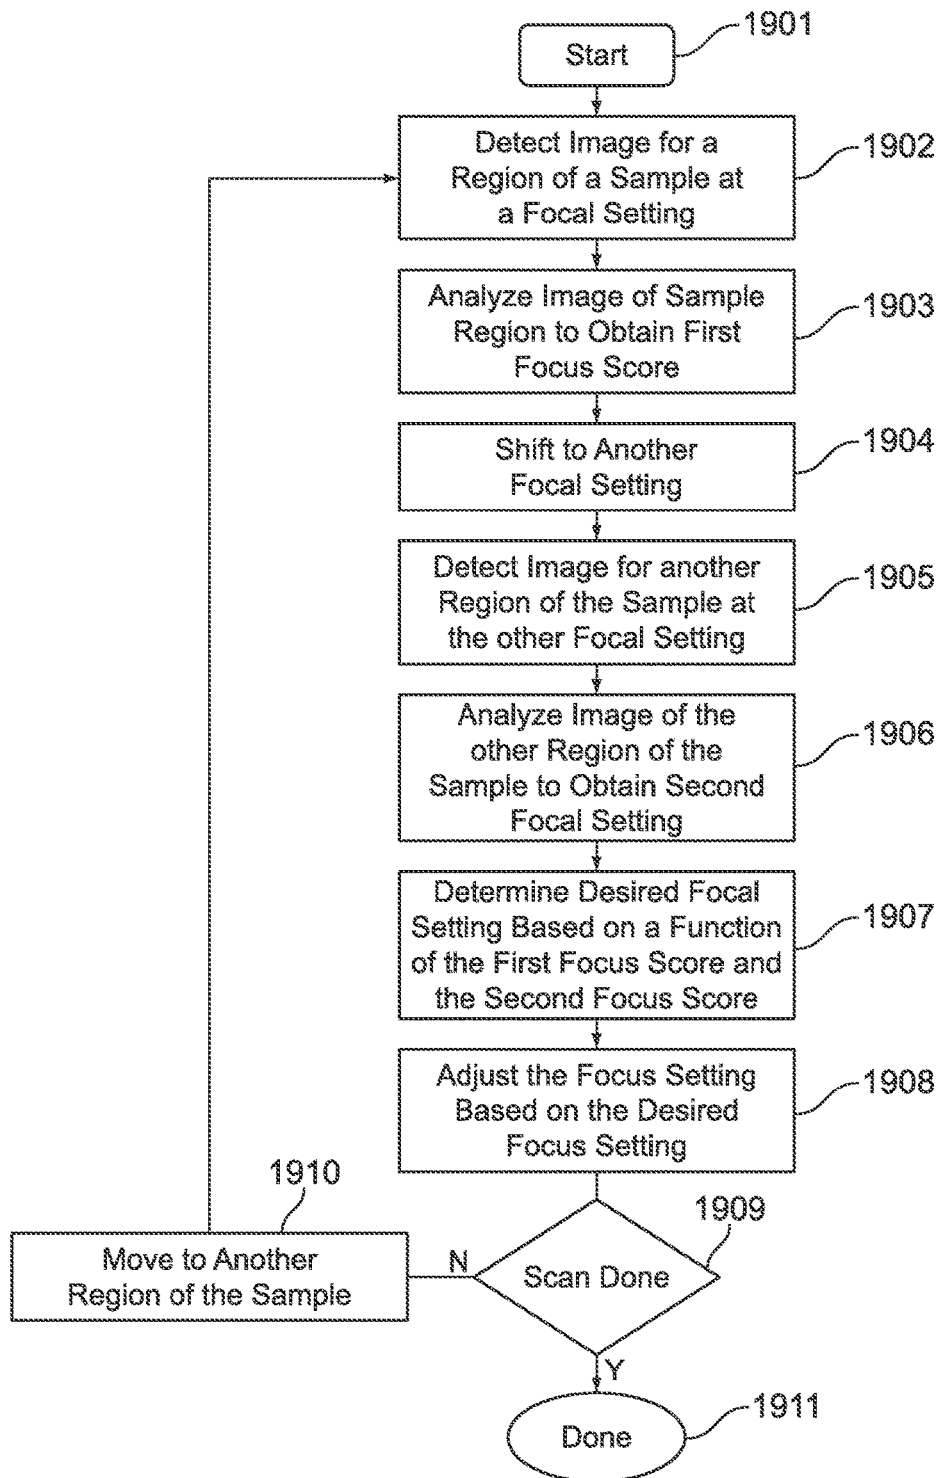 1901
Start
Detect Image for a
Region of a Sample at
a Focal Setting
1902
Analyze Image of Sample
Region to Obtain First
Focus Score
1903
Shift to Another
Focal Setting
1904
Detect Image for another
Region of the Sample at
the other Focal Setting
1905
Analyze Image of the
other Region of the
Sample to Obtain Second
Focal Setting
1906
Determine Desired Focal
Setting Based on a Function
of the First Focus Score and
the Second Focus Score
1907
Adjust the Focus Setting
Based on the Desired
Focus Setting
1908
1910
Move to Another
Region of the Sample
N
1909
Scan Done
Y
Done
1911